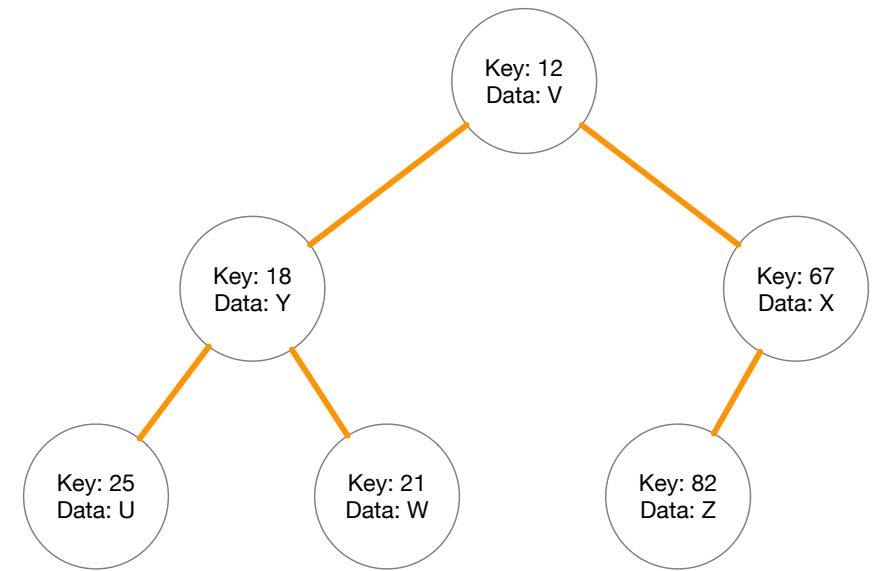 Key: 12
Data: V
Key: 18
Data: Y
Key: 67
Data: X
Key: 25
Data: U
Key: 21
Data: W
Key: 82
Data: Z